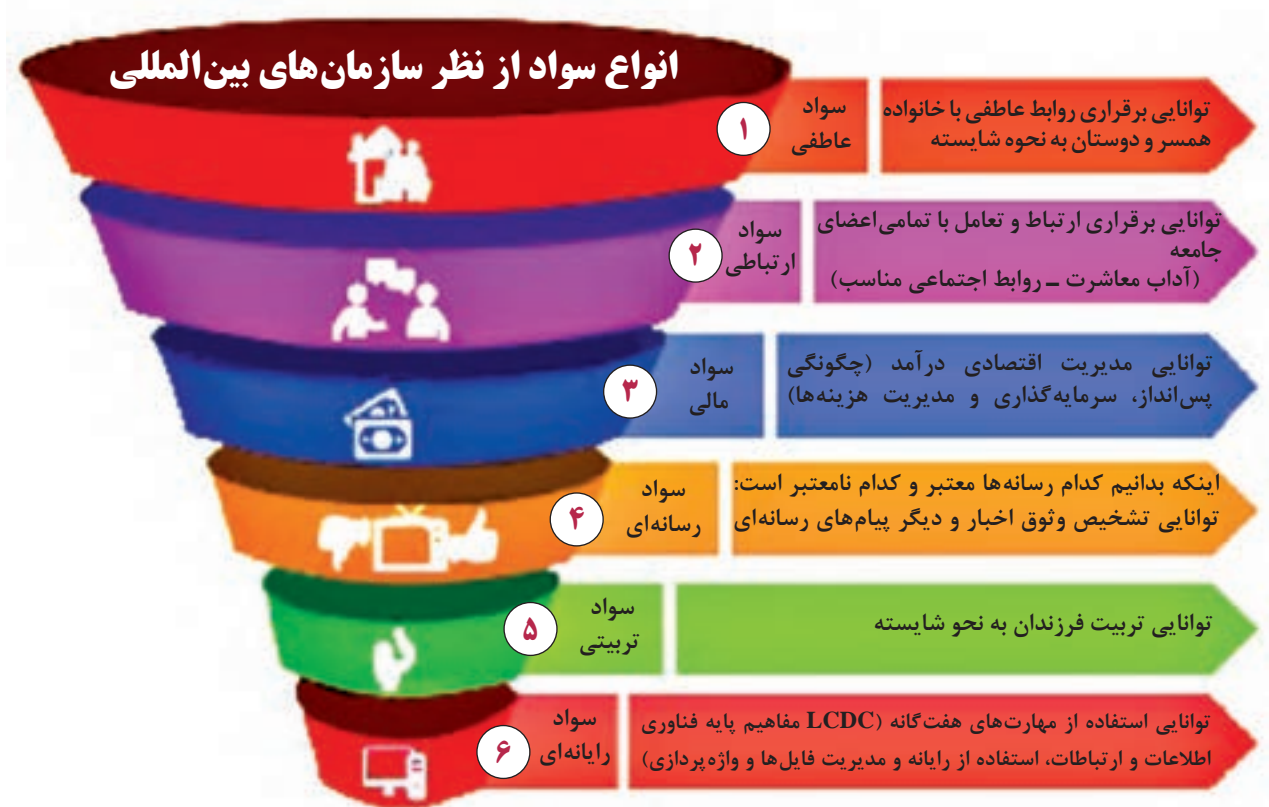 انواع سواد از نظر سازمان‌های بین‌المللی
۱
سواد
عاطفی
توانایی برقراری روابط عاطفی با خانواده
همسر و دوستان به نحوه شایسته
۲
سواد
ارتباطی
توانایی برقراری ارتباط و تعامل با تمامی اعضای
جامعه
(آداب معاشرت ـ روابط اجتماعی مناسب)
۳
سواد
مالی
توانایی مدیریت اقتصادی درآمد (چگونگی
پس‌انداز، سرمایه‌گذاری و مدیریت هزینه‌ها)
۴
سواد
رسانه‌ای
اینکه بدانیم کدام رسانه‌ها معتبر و کدام نامعتبر است:
توانایی تشخیص وثوق اخبار و دیگر پیام‌های رسانه‌ای
۵
سواد
تربیتی
توانایی تربیت فرزندان به نحو شایسته
۶
سواد
رایانه‌ای
توانایی استفاده از مهارت‌های هفت‌گانه (LCDC مفاهیم پایه فناوری
اطلاعات و ارتباطات، استفاده از رایانه و مدیریت فایل‌ها و واژه‌پردازی)